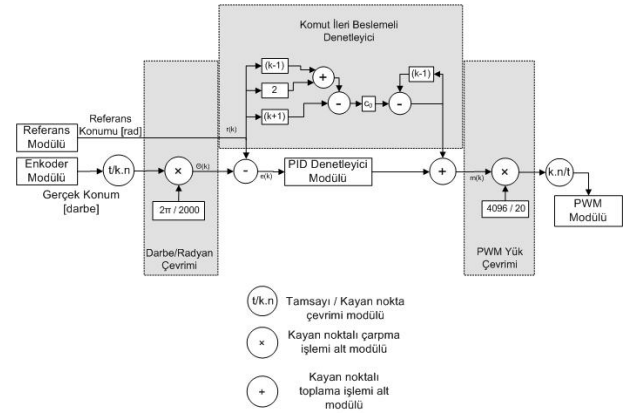 Komut İleri Beslemeli
Denetleyici
(k-1)
2
(k+1)
+
-
c₀
-
(k-1)
Referans
Konumu [rad]
r(k)
Referans
Modülü
Enkoder
Modülü
t/k.n
Gerçek Konum
[darbe]
×
Θ(k)
2π / 2000
Darbe/Radyan
Çevrimi
-
e(k)
PID Denetleyici
Modülü
+
m(k)
×
4096 / 20
PWM Yük
Çevrimi
k.n/t
PWM
Modülü
t/k.n
Tamsayı / Kayan nokta
çevrimi modülü
×
Kayan noktalı çarpma
işlemi alt modülü
+
Kayan noktalı
toplama işlemi alt
modülü